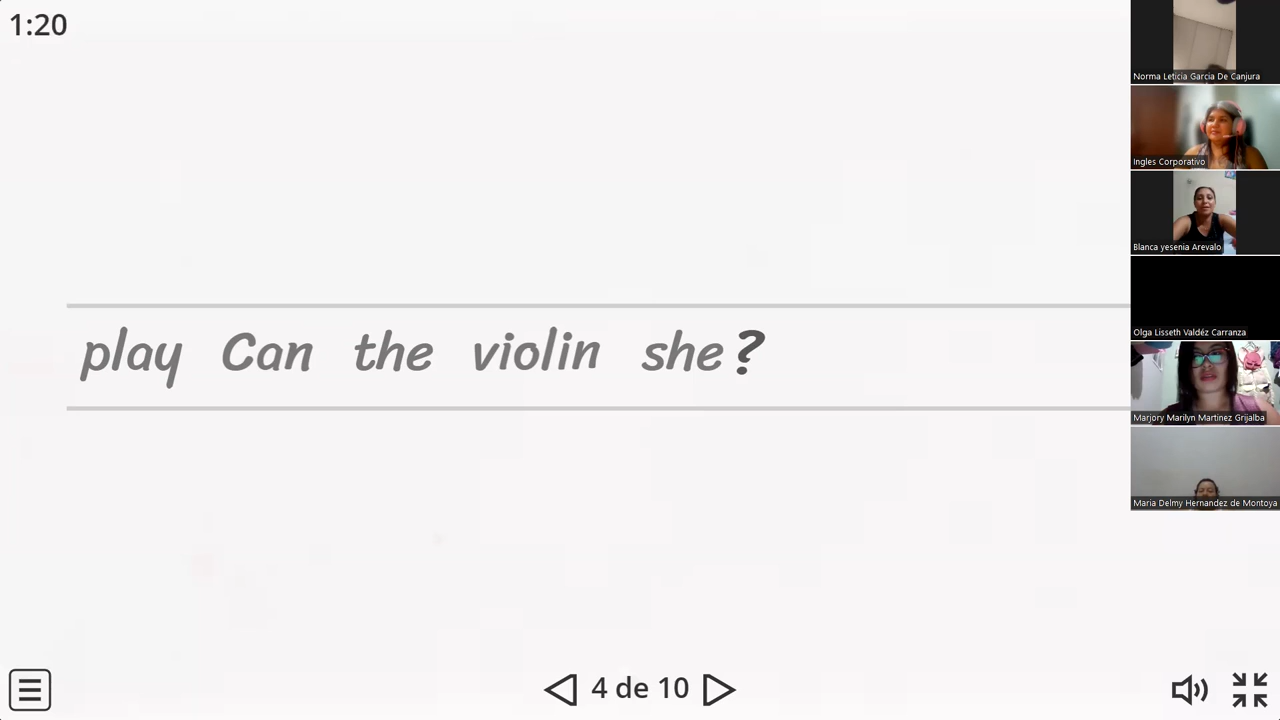 1:20
play Can the violin she?
4 de 10
Norma Leticia Garcia De Canjura
Ingles Corporativo
Blanca yesenia Arevalo
Olga Lisseth Valdéz Carranza
Marjory Marilyn Martinez Grijalba
Maria Delmy Hernandez de Montoya